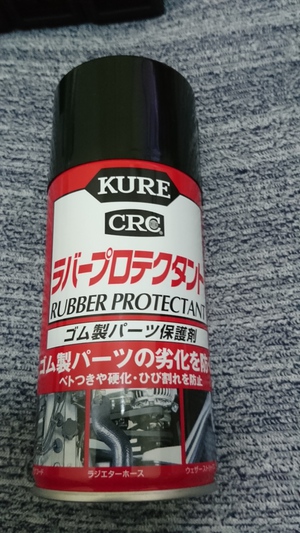 KURE
CRC
ラバープロテクタント
RUBBER PROTECTANT
ゴム製パーツ保護剤
ゴム製パーツの劣化を防
ベトつきや硬化・ひび割れを防止
ラジエターホース